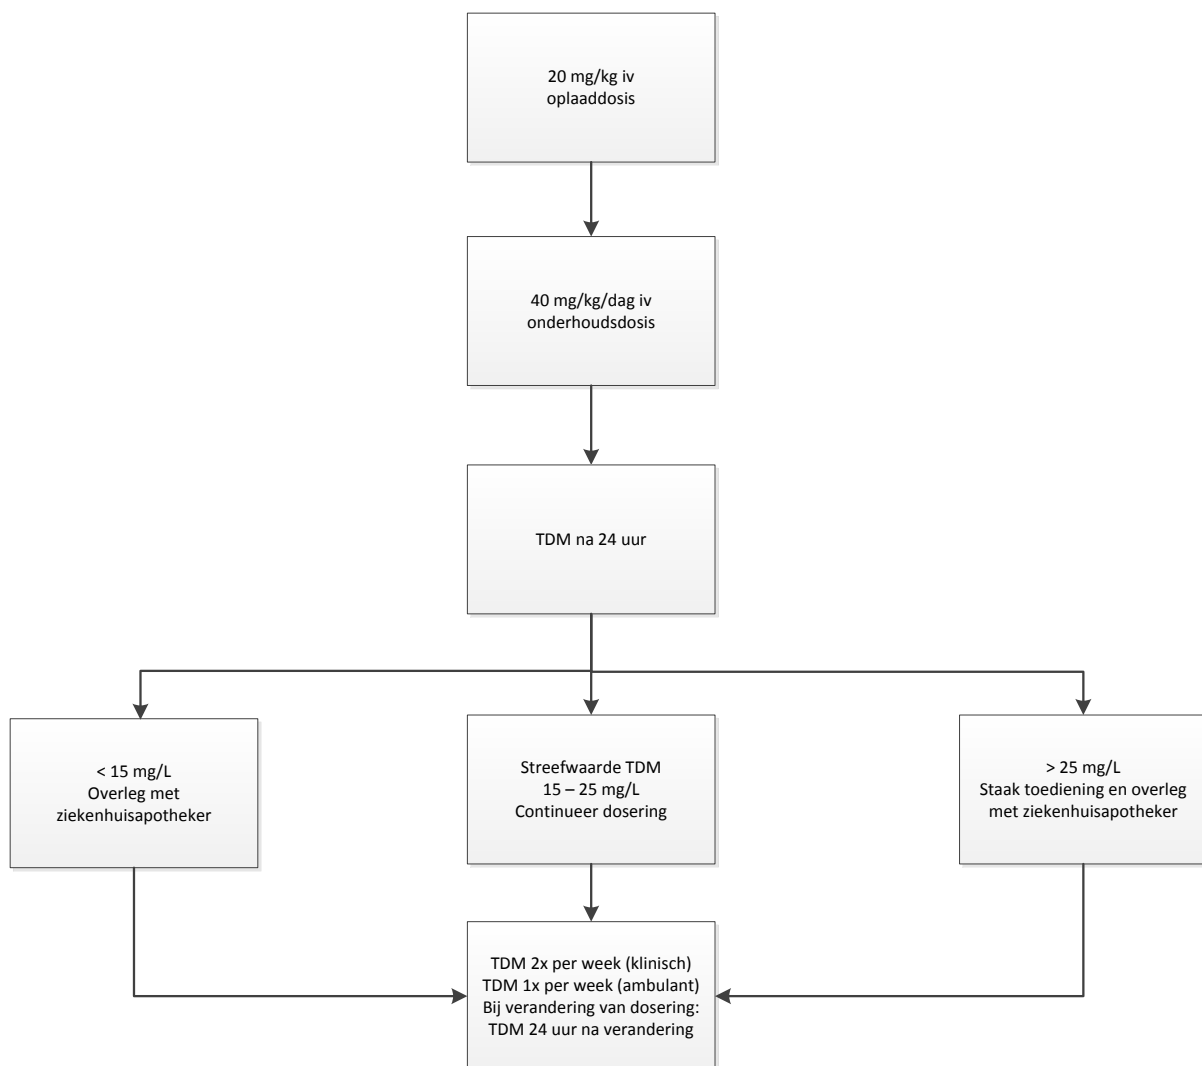 20 mg/kg iv
oplaaddosis
40 mg/kg/dag iv
onderhoudsdosis
TDM na 24 uur
< 15 mg/L
Overleg met
ziekenhuisapotheker
Streefwaarde TDM
15 – 25 mg/L
Continueer dosering
> 25 mg/L
Staak toediening en overleg
met ziekenhuisapotheker
TDM 2x per week (klinisch)
TDM 1x per week (ambulant)
Bij verandering van dosering:
TDM 24 uur na verandering